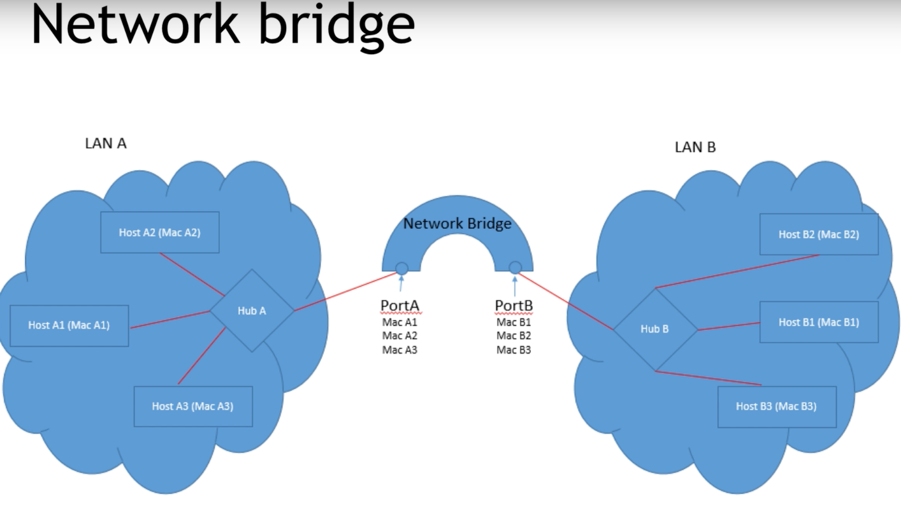 Network bridge
LAN A
LAN B
Host A2 (Mac A2)
Network Bridge
Host B2 (Mac B2)
Hub A
Host A1 (Mac A1)
PortA
Mac A1
Mac A2
Mac A3
PortB
Mac B1
Mac B2
Mac B3
Hub B
Host B1 (Mac B1)
Host A3 (Mac A3)
Host B3 (Mac B3)